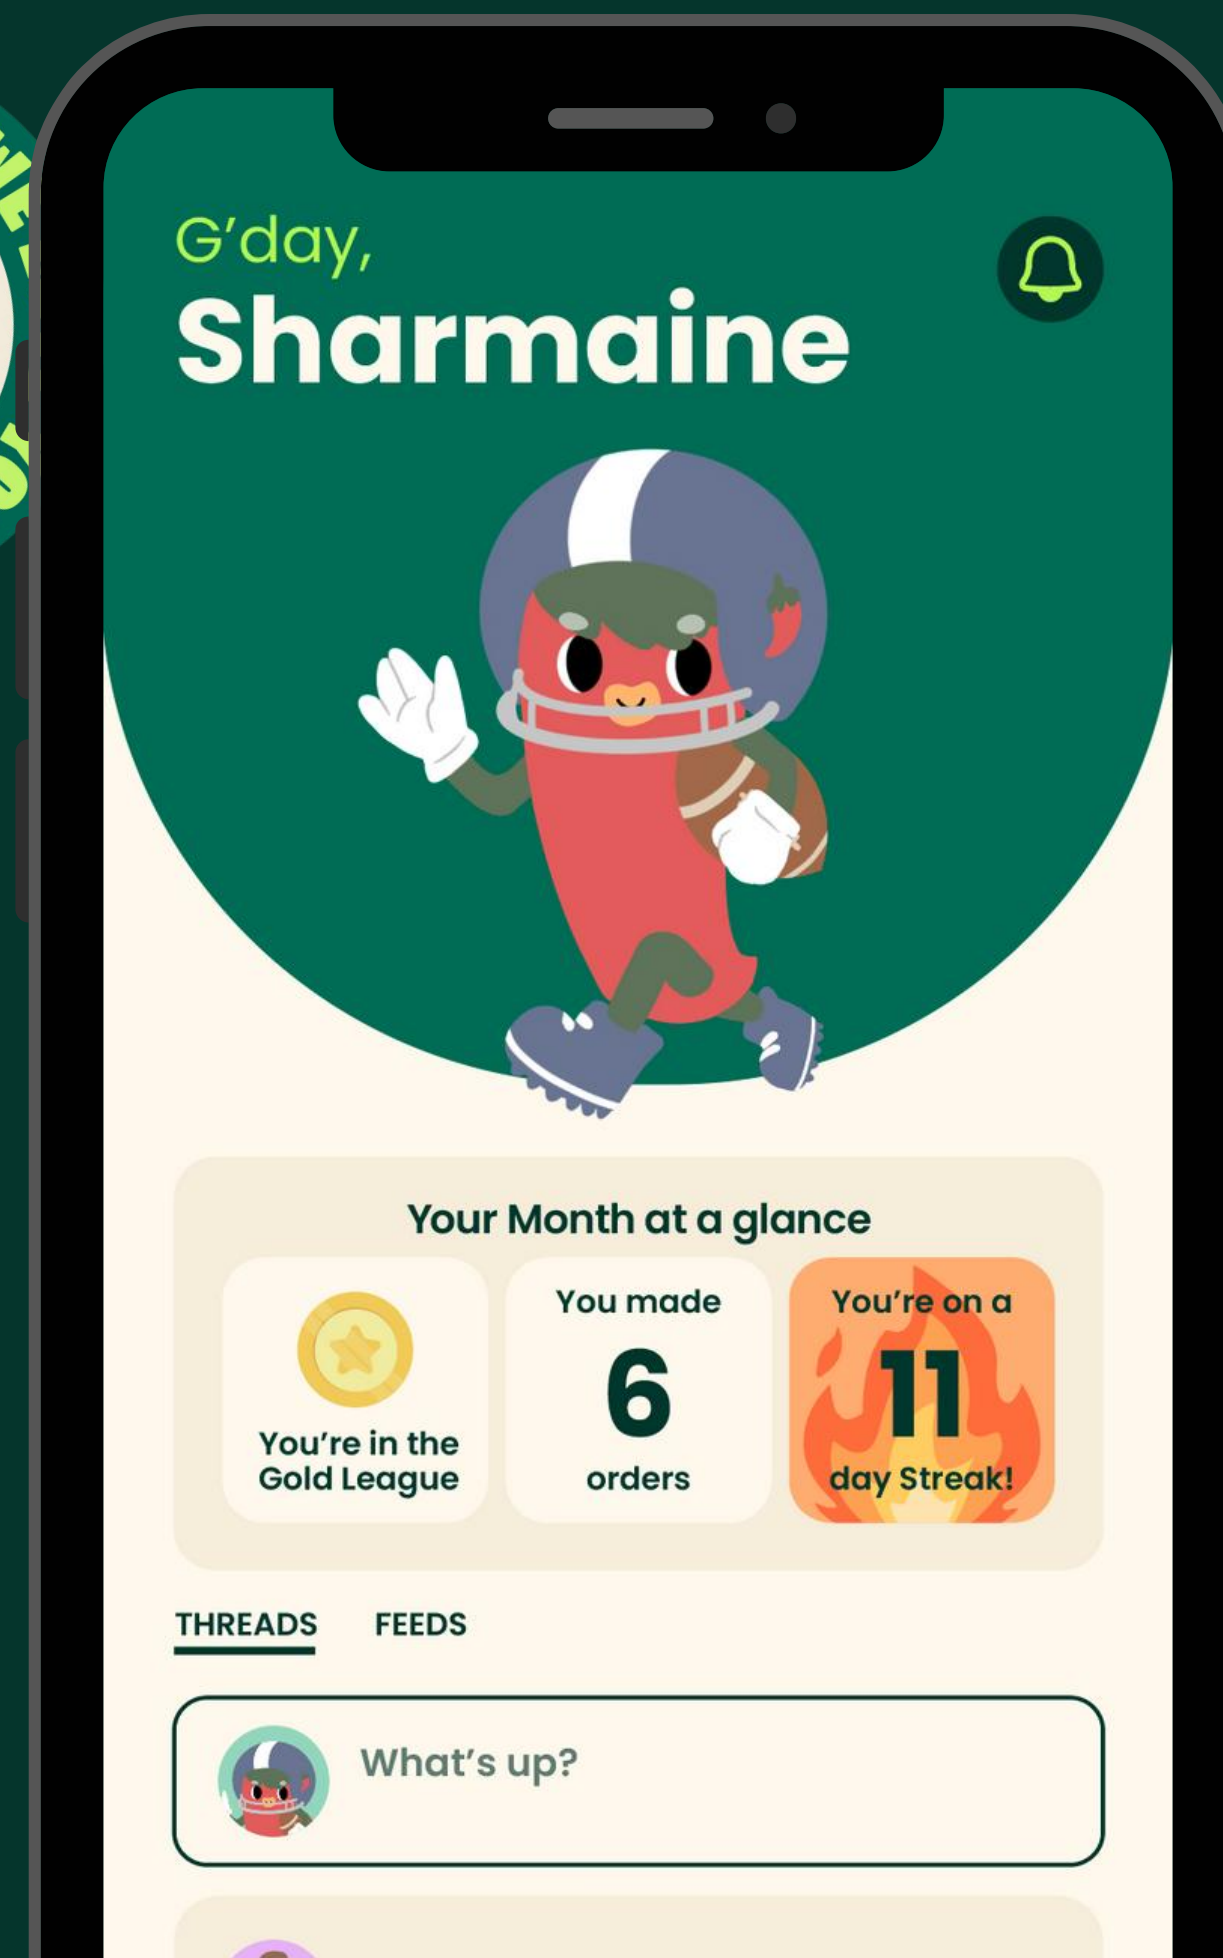 G'day,
Sharmaine
Your Month at a glance
You're in the
Gold League
You made
6
orders
You're on a
11
day Streak!
THREADS
FEEDS
What's up?